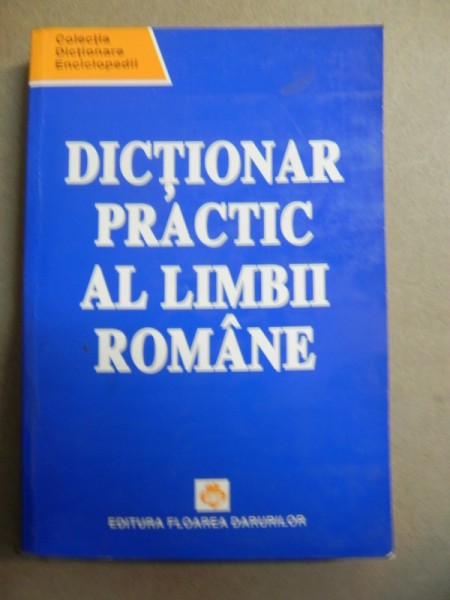 Colecția
Dicționare
Enciclopedii
DICȚIONAR
PRACTIC
AL LIMBII
ROMÂNE
EDITURA FLOAREA DARURILOR